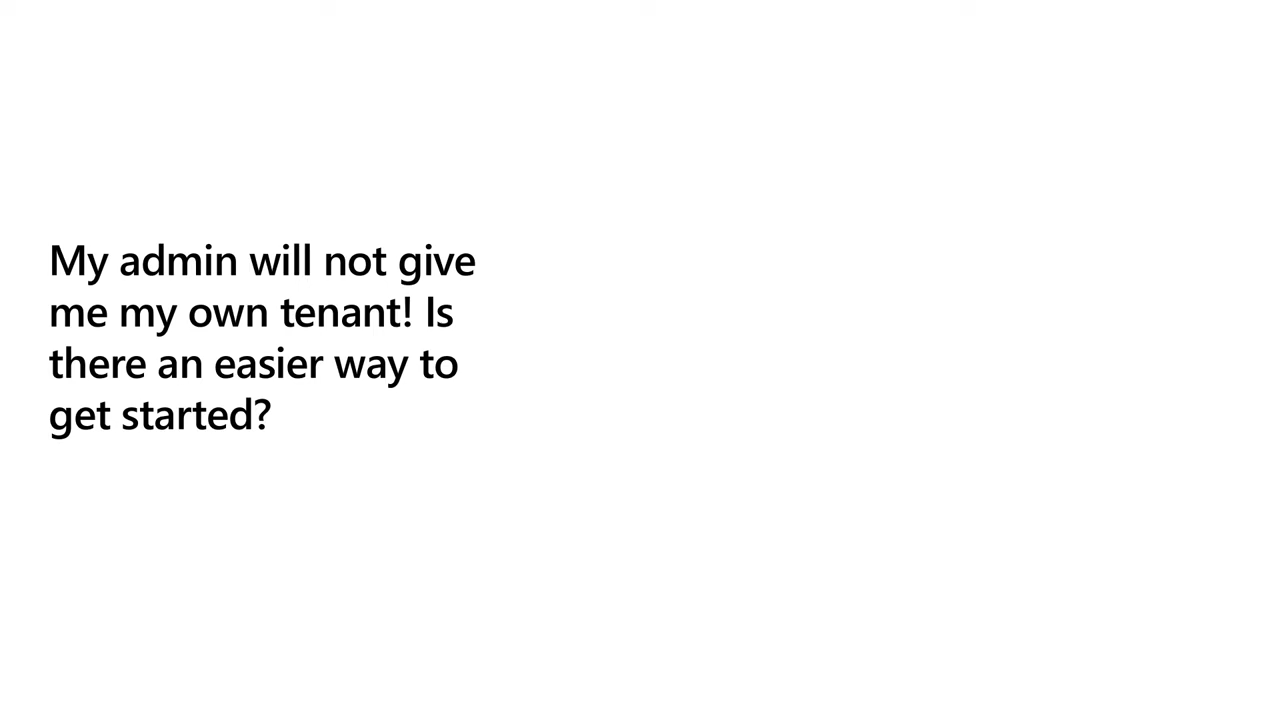 My admin will not give
me my own tenant! Is
there an easier way to
get started?